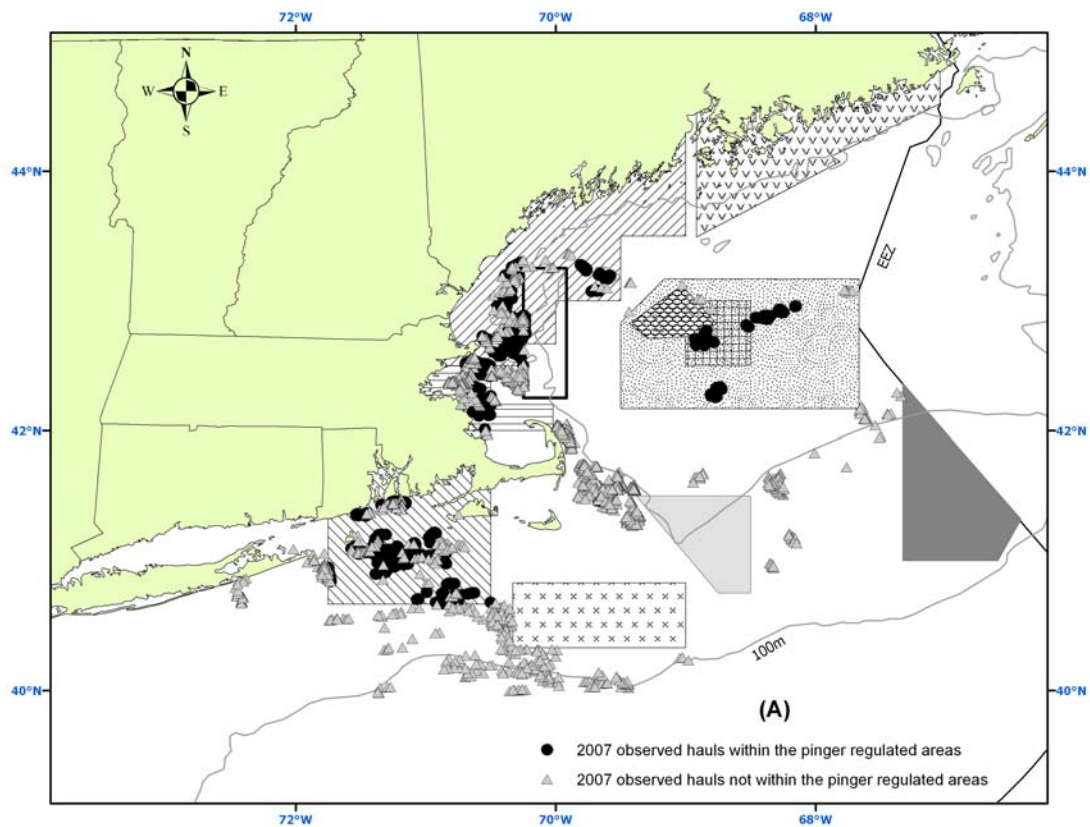 72°W 70°W 68°W
N
W E
S
44°N 44°N
EEZ
42°N 42°N
100m
40°N 40°N
(A)
2007 observed hauls within the pinger regulated areas
2007 observed hauls not within the pinger regulated areas
72°W 70°W 68°W